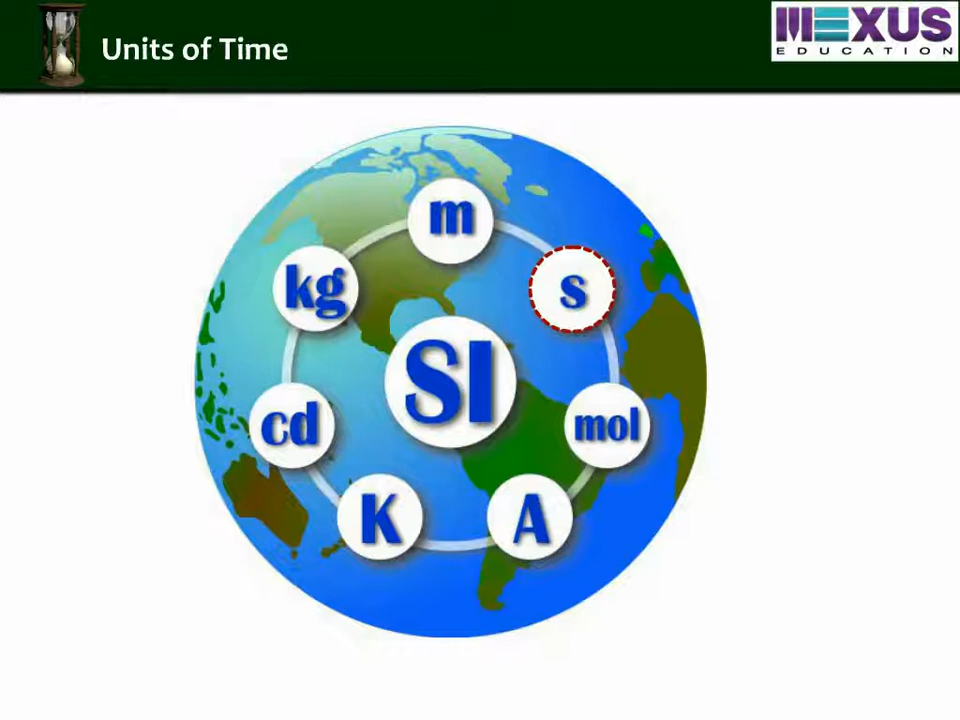 Units of Time
MEXUS
EDUCATION
m
kg
s
SI
cd
mol
K
A